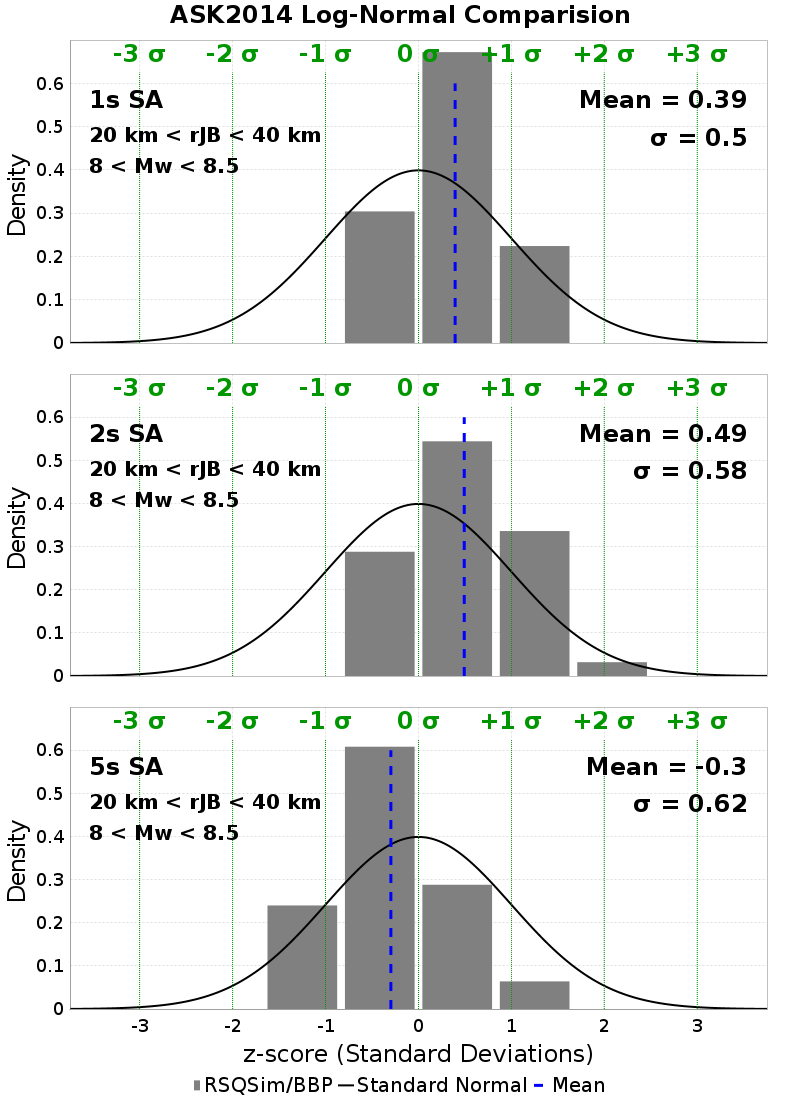 ASK2014 Log-Normal Comparision
-3 σ -2 σ -1 σ 0 σ +1 σ +2 σ +3 σ
1s SA
20 km < rJB < 40 km
8 < Mw < 8.5
Mean = 0.39
σ = 0.5
Density
0.6
0.5
0.4
0.3
0.2
0.1
0
-3 σ -2 σ -1 σ 0 σ +1 σ +2 σ +3 σ
2s SA
20 km < rJB < 40 km
8 < Mw < 8.5
Mean = 0.49
σ = 0.58
Density
0.6
0.5
0.4
0.3
0.2
0.1
0
-3 σ -2 σ -1 σ 0 σ +1 σ +2 σ +3 σ
5s SA
20 km < rJB < 40 km
8 < Mw < 8.5
Mean = -0.3
σ = 0.62
Density
0.6
0.5
0.4
0.3
0.2
0.1
0
-3 -2 -1 0 1 2 3
z-score (Standard Deviations)
RSQSim/BBP Standard Normal Mean